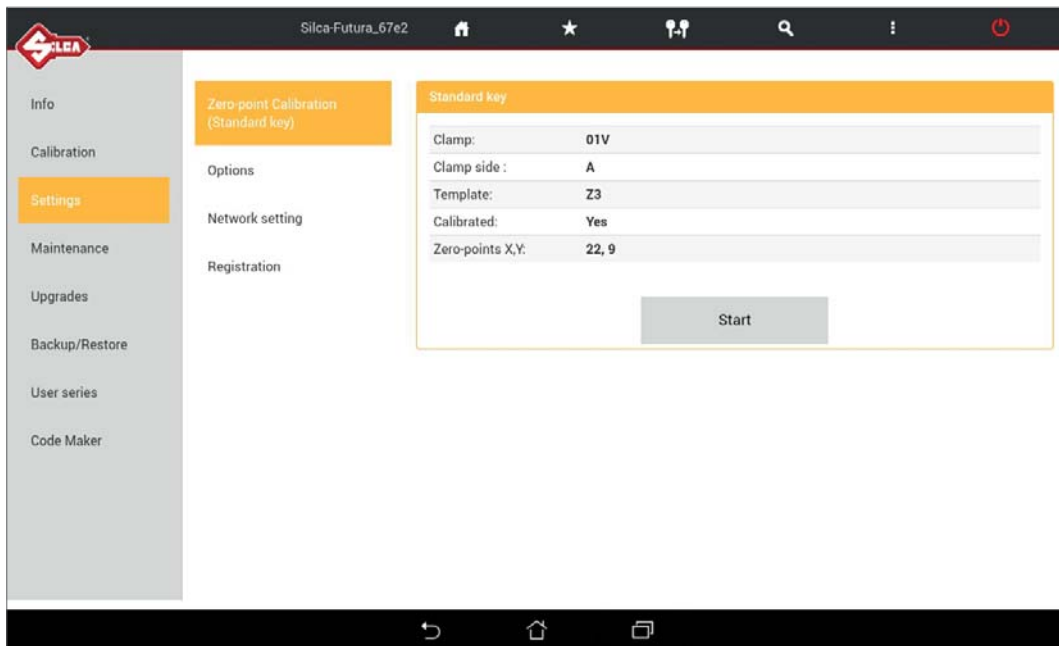 Silca-Futura_67e2
SILCA
Info
Calibration
Settings
Maintenance
Upgrades
Backup/Restore
User series
Code Maker
Zero-point Calibration
(Standard key)
Options
Network setting
Registration
Standard key
Clamp: 01V
Clamp side : A
Template: Z3
Calibrated: Yes
Zero-points X,Y: 22, 9
Start